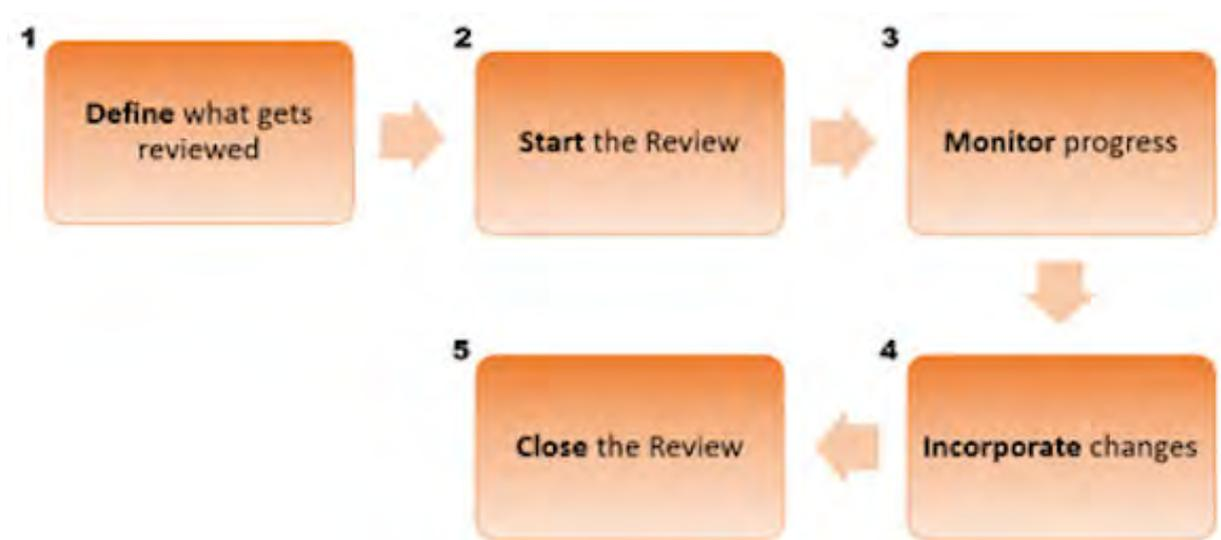 1
Define what gets
reviewed
2
Start the Review
3
Monitor progress
4
Incorporate changes
5
Close the Review